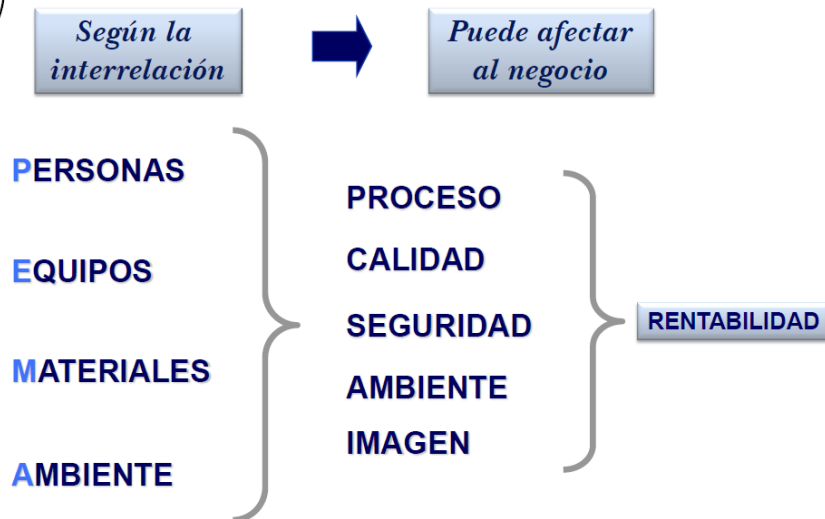 Según la
interrelación
Puede afectar
al negocio
PERSONAS
EQUIPOS
MATERIALES
AMBIENTE
PROCESO
CALIDAD
SEGURIDAD
AMBIENTE
IMAGEN
RENTABILIDAD